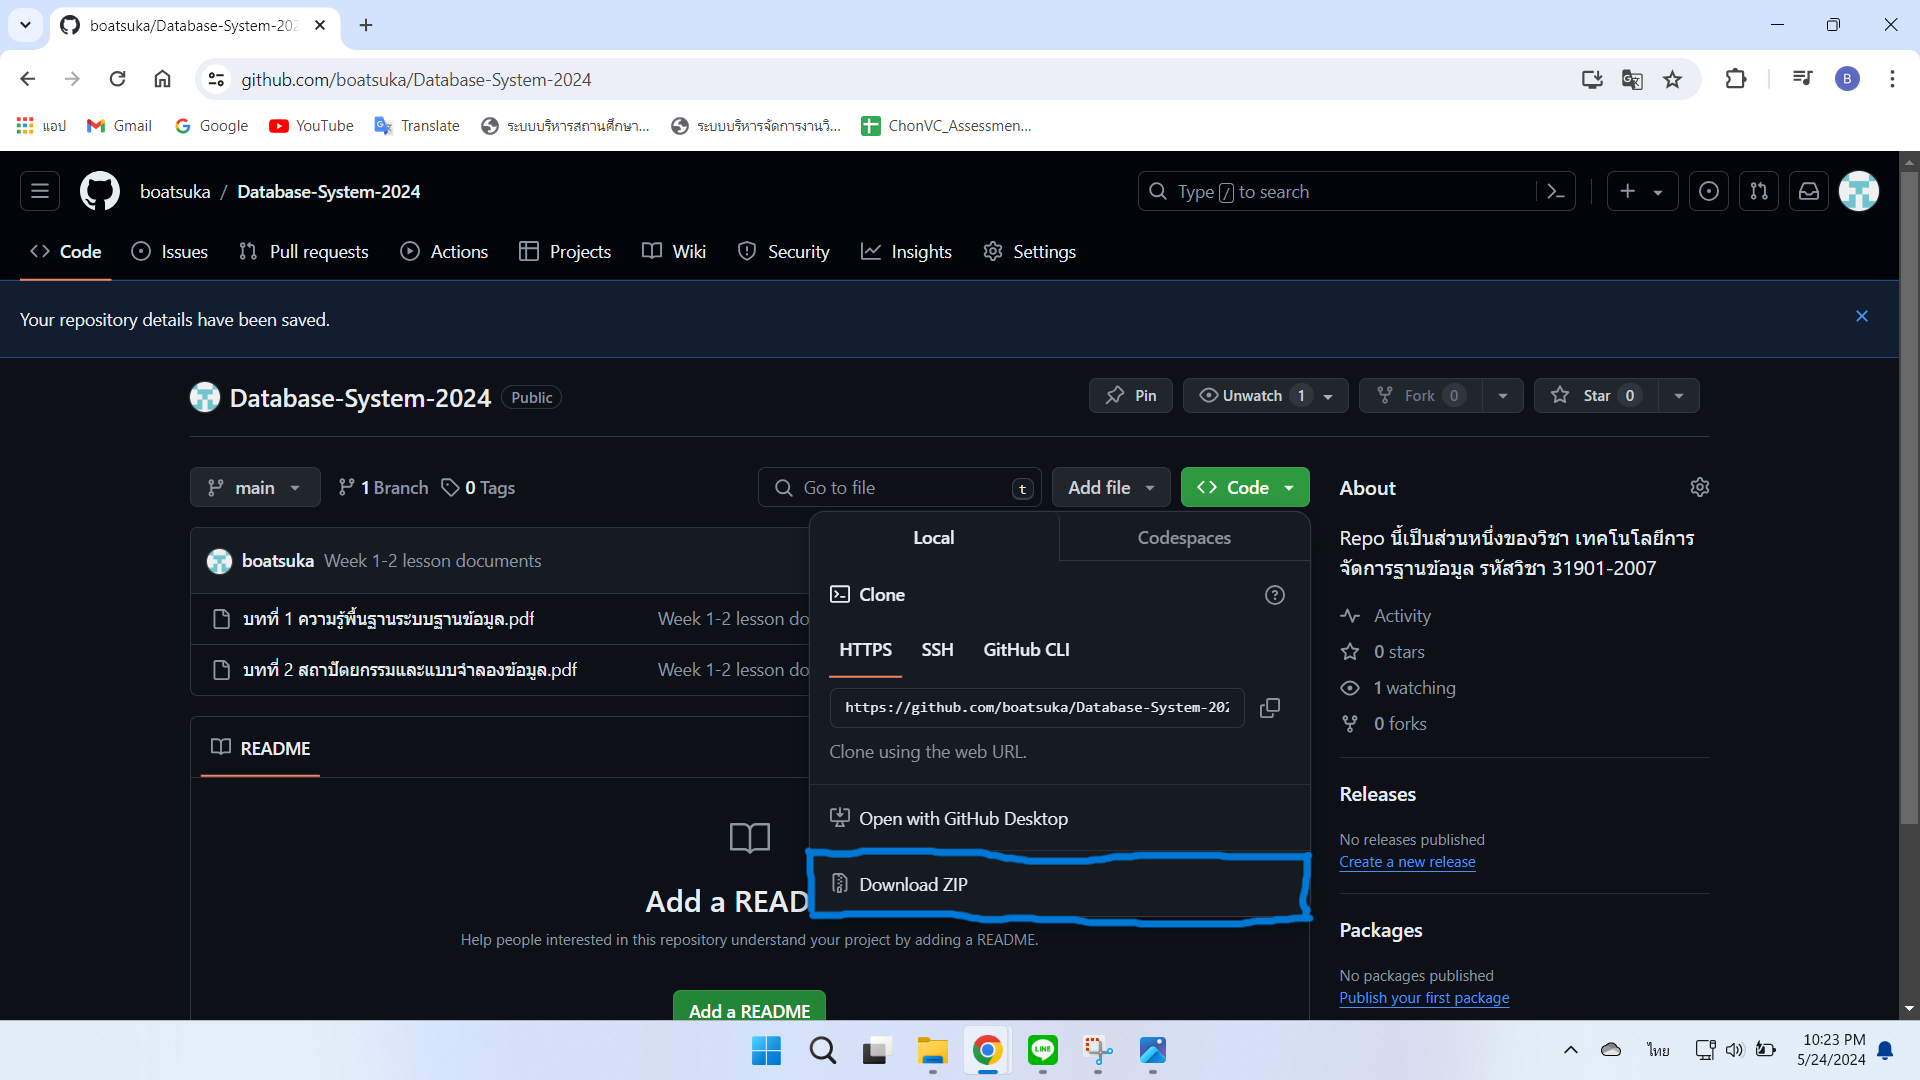 boatsuka/Database-System-202
github.com/boatsuka/Database-System-2024
B
แอป
Gmail
Google
YouTube
Translate
ระบบบริหารสถานศึกษา...
ระบบบริหารจัดการงานวิ...
ChonVC_Assessmen...
boatsuka / Database-System-2024
Type / to search
Code
Issues
Pull requests
Actions
Projects
Wiki
Security
Insights
Settings
Your repository details have been saved.
Database-System-2024 Public
Pin
Unwatch 1
Fork 0
Star 0
main
1 Branch
0 Tags
Go to file t
Add file
Code
About
Repo นี้เป็นส่วนหนึ่งของวิชา เทคโนโลยีการ
จัดการฐานข้อมูล รหัสวิชา 31901-2007
Activity
0 stars
1 watching
0 forks
boatsuka Week 1-2 lesson documents
บทที่ 1 ความรู้พื้นฐานระบบฐานข้อมูล.pdf Week 1-2 lesson do
บทที่ 2 สถาปัตยกรรมและแบบจำลองข้อมูล.pdf Week 1-2 lesson do
Local
Codespaces
Clone
HTTPS
SSH
GitHub CLI
https://github.com/boatsuka/Database-System-202
Clone using the web URL.
Open with GitHub Desktop
Download ZIP
README
Add a READ
Help people interested in this repository understand your project by adding a README.
Add a README
Releases
No releases published
Create a new release
Packages
No packages published
Publish your first package
LINE
ไทย
10:23 PM
5/24/2024